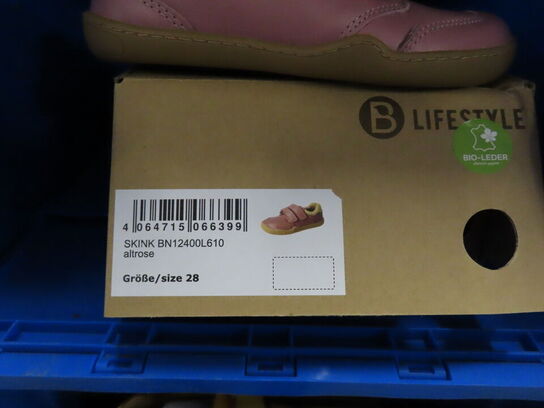 B LIFESTYLE
BIO-LEDER
4 064715 066399
SKINK BN12400L610
altrose
Größe/size 28